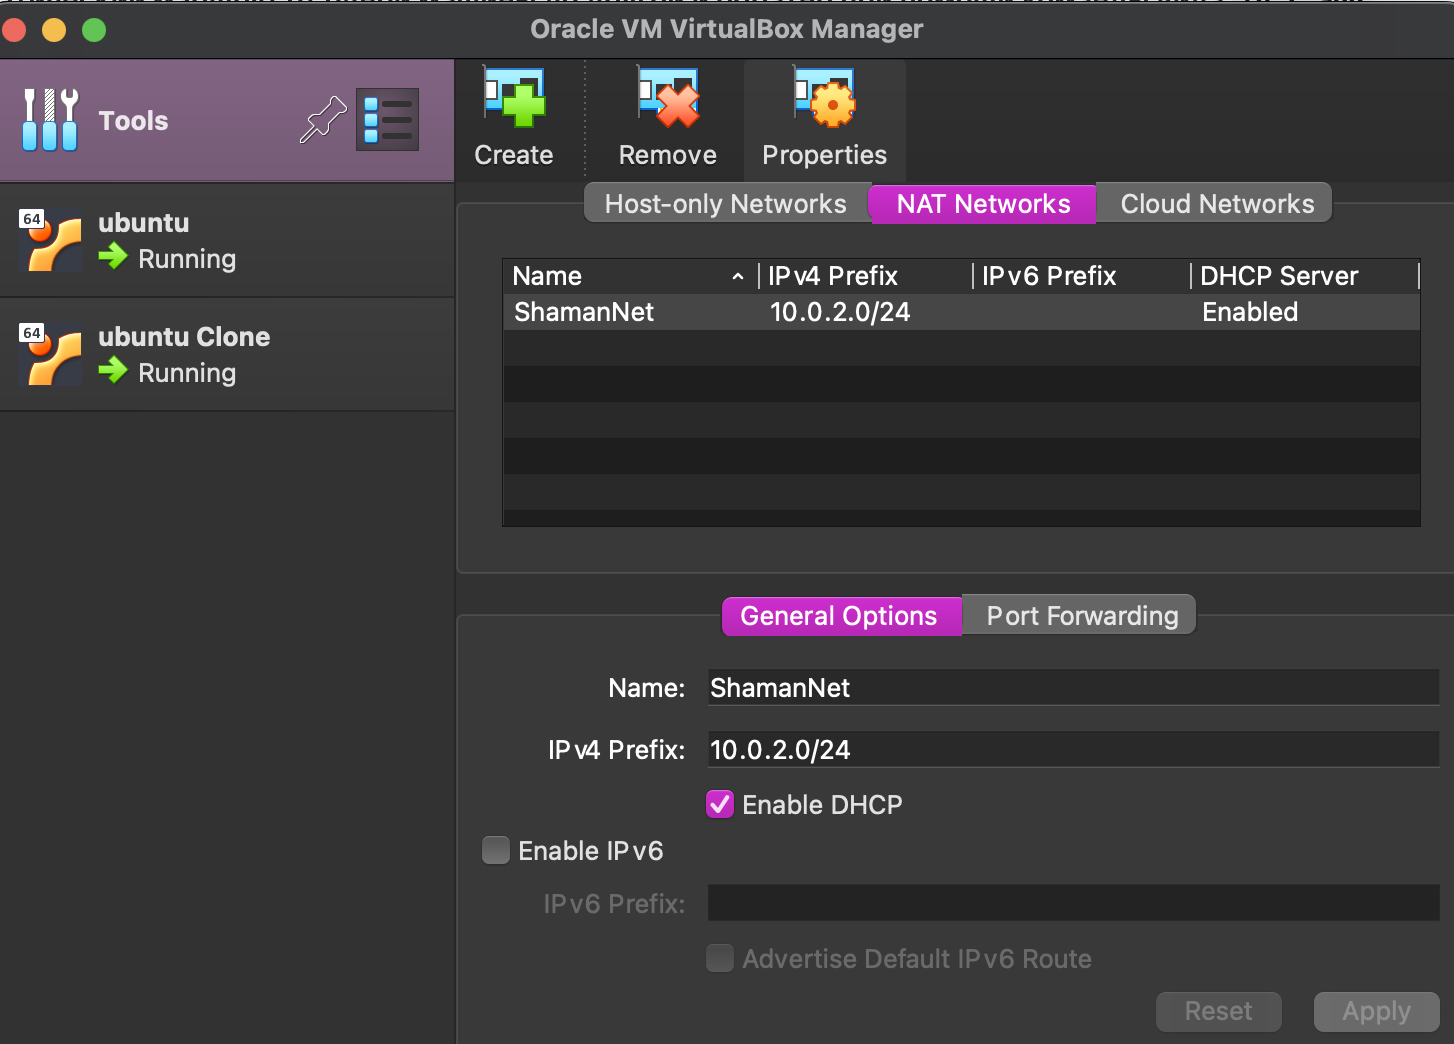 Oracle VM VirtualBox Manager
Tools
Create
Remove
Properties
64
ubuntu
Running
64
ubuntu Clone
Running
Host-only Networks
NAT Networks
Cloud Networks
Name
IPv4 Prefix
IPv6 Prefix
DHCP Server
ShamanNet
10.0.2.0/24
Enabled
General Options
Port Forwarding
Name:
ShamanNet
IPv4 Prefix:
10.0.2.0/24
Enable DHCP
Enable IPv6
IPv6 Prefix:
Advertise Default IPv6 Route
Reset
Apply